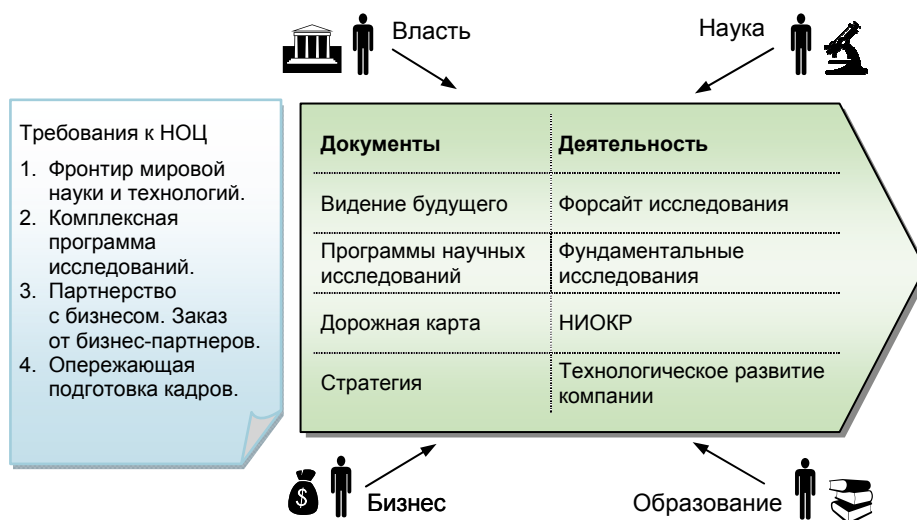 Власть
Наука
Требования к НОЦ
1. Фронтир мировой
науки и технологий.
2. Комплексная
программа
исследований.
3. Партнерство
с бизнесом. Заказ
от бизнес-партнеров.
4. Опережающая
подготовка кадров.
Документы
Деятельность
Видение будущего
Форсайт исследования
Программы научных
исследований
Фундаментальные
исследования
Дорожная карта
НИОКР
Стратегия
Технологическое развитие
компании
$
Бизнес
Образование